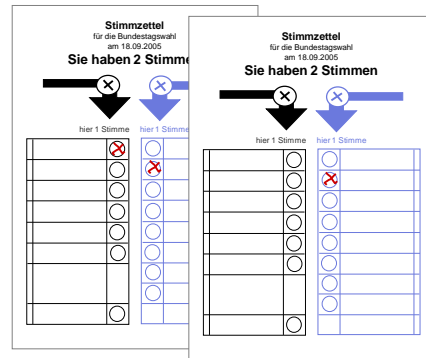 Stimmzettel
für die Bundestagswahl
am 18.09.2005
Sie haben 2 Stimme
hier 1 Stimme
hier 1 Stimm
Stimmzettel
für die Bundestagswahl
am 18.09.2005
Sie haben 2 Stimmen
hier 1 Stimme
hier 1 Stimme